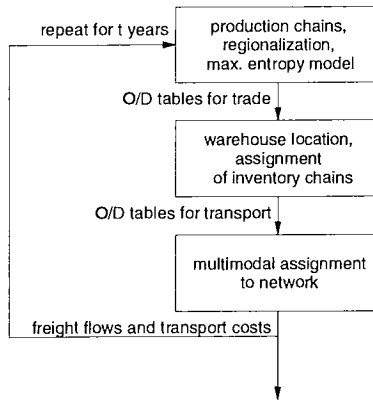 repeat for t years
production chains,
regionalization,
max. entropy model
O/D tables for trade
warehouse location,
assignment
of inventory chains
O/D tables for transport
multimodal assignment
to network
freight flows and transport costs